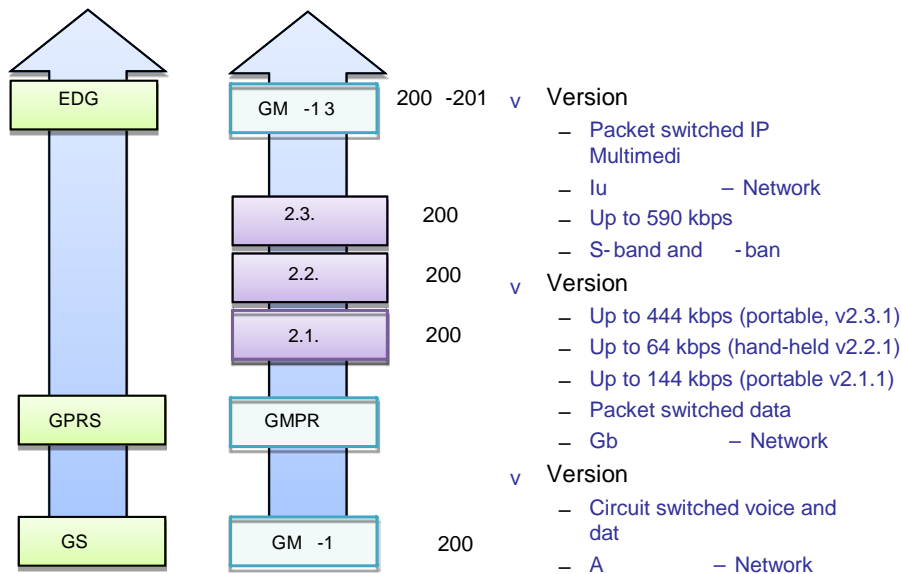 EDG
GM -1 3
200 -201
v Version
– Packet switched IP
Multimedi
– Iu – Network
– Up to 590 kbps
– S-band and -ban
2.3.
200
2.2.
200
2.1.
200
v Version
– Up to 444 kbps (portable, v2.3.1)
– Up to 64 kbps (hand-held v2.2.1)
– Up to 144 kbps (portable v2.1.1)
– Packet switched data
– Gb – Network
GPRS
GMPR
v Version
– Circuit switched voice and
dat
– A – Network
GS
GM -1
200